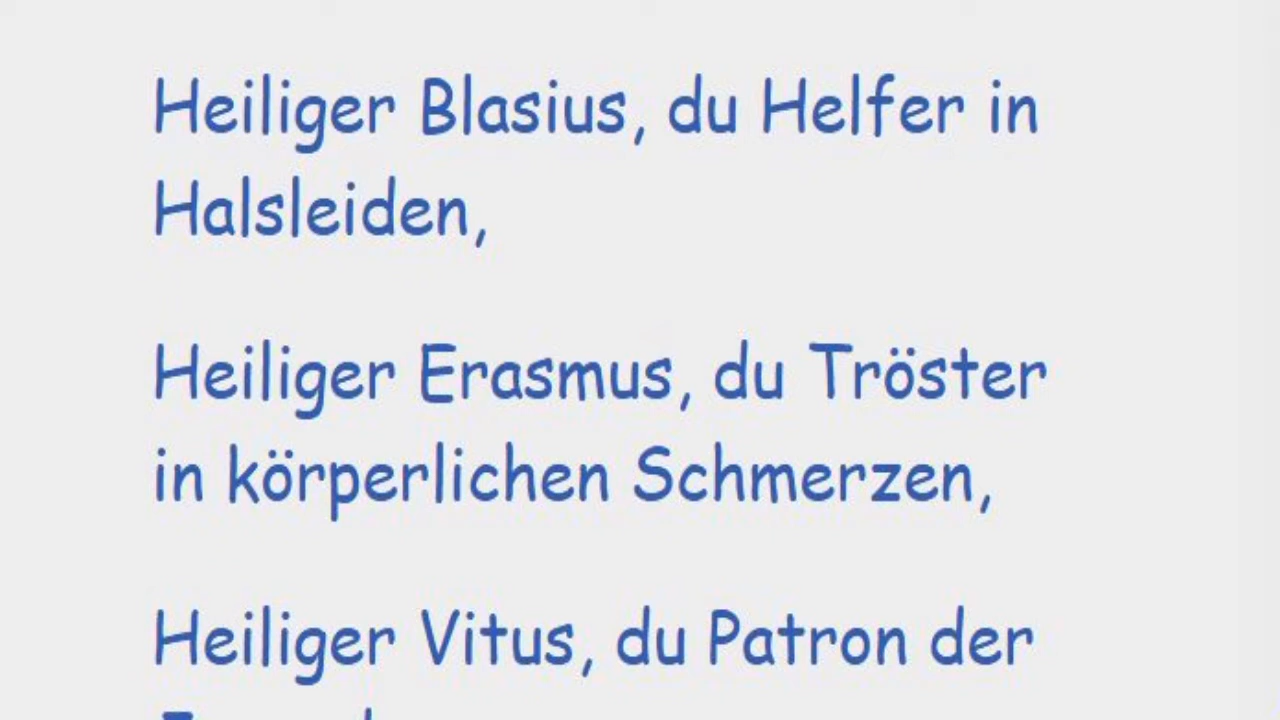 Heiliger Blasius, du Helfer in
Halsleiden,
Heiliger Erasmus, du Tröster
in körperlichen Schmerzen,
Heiliger Vitus, du Patron der